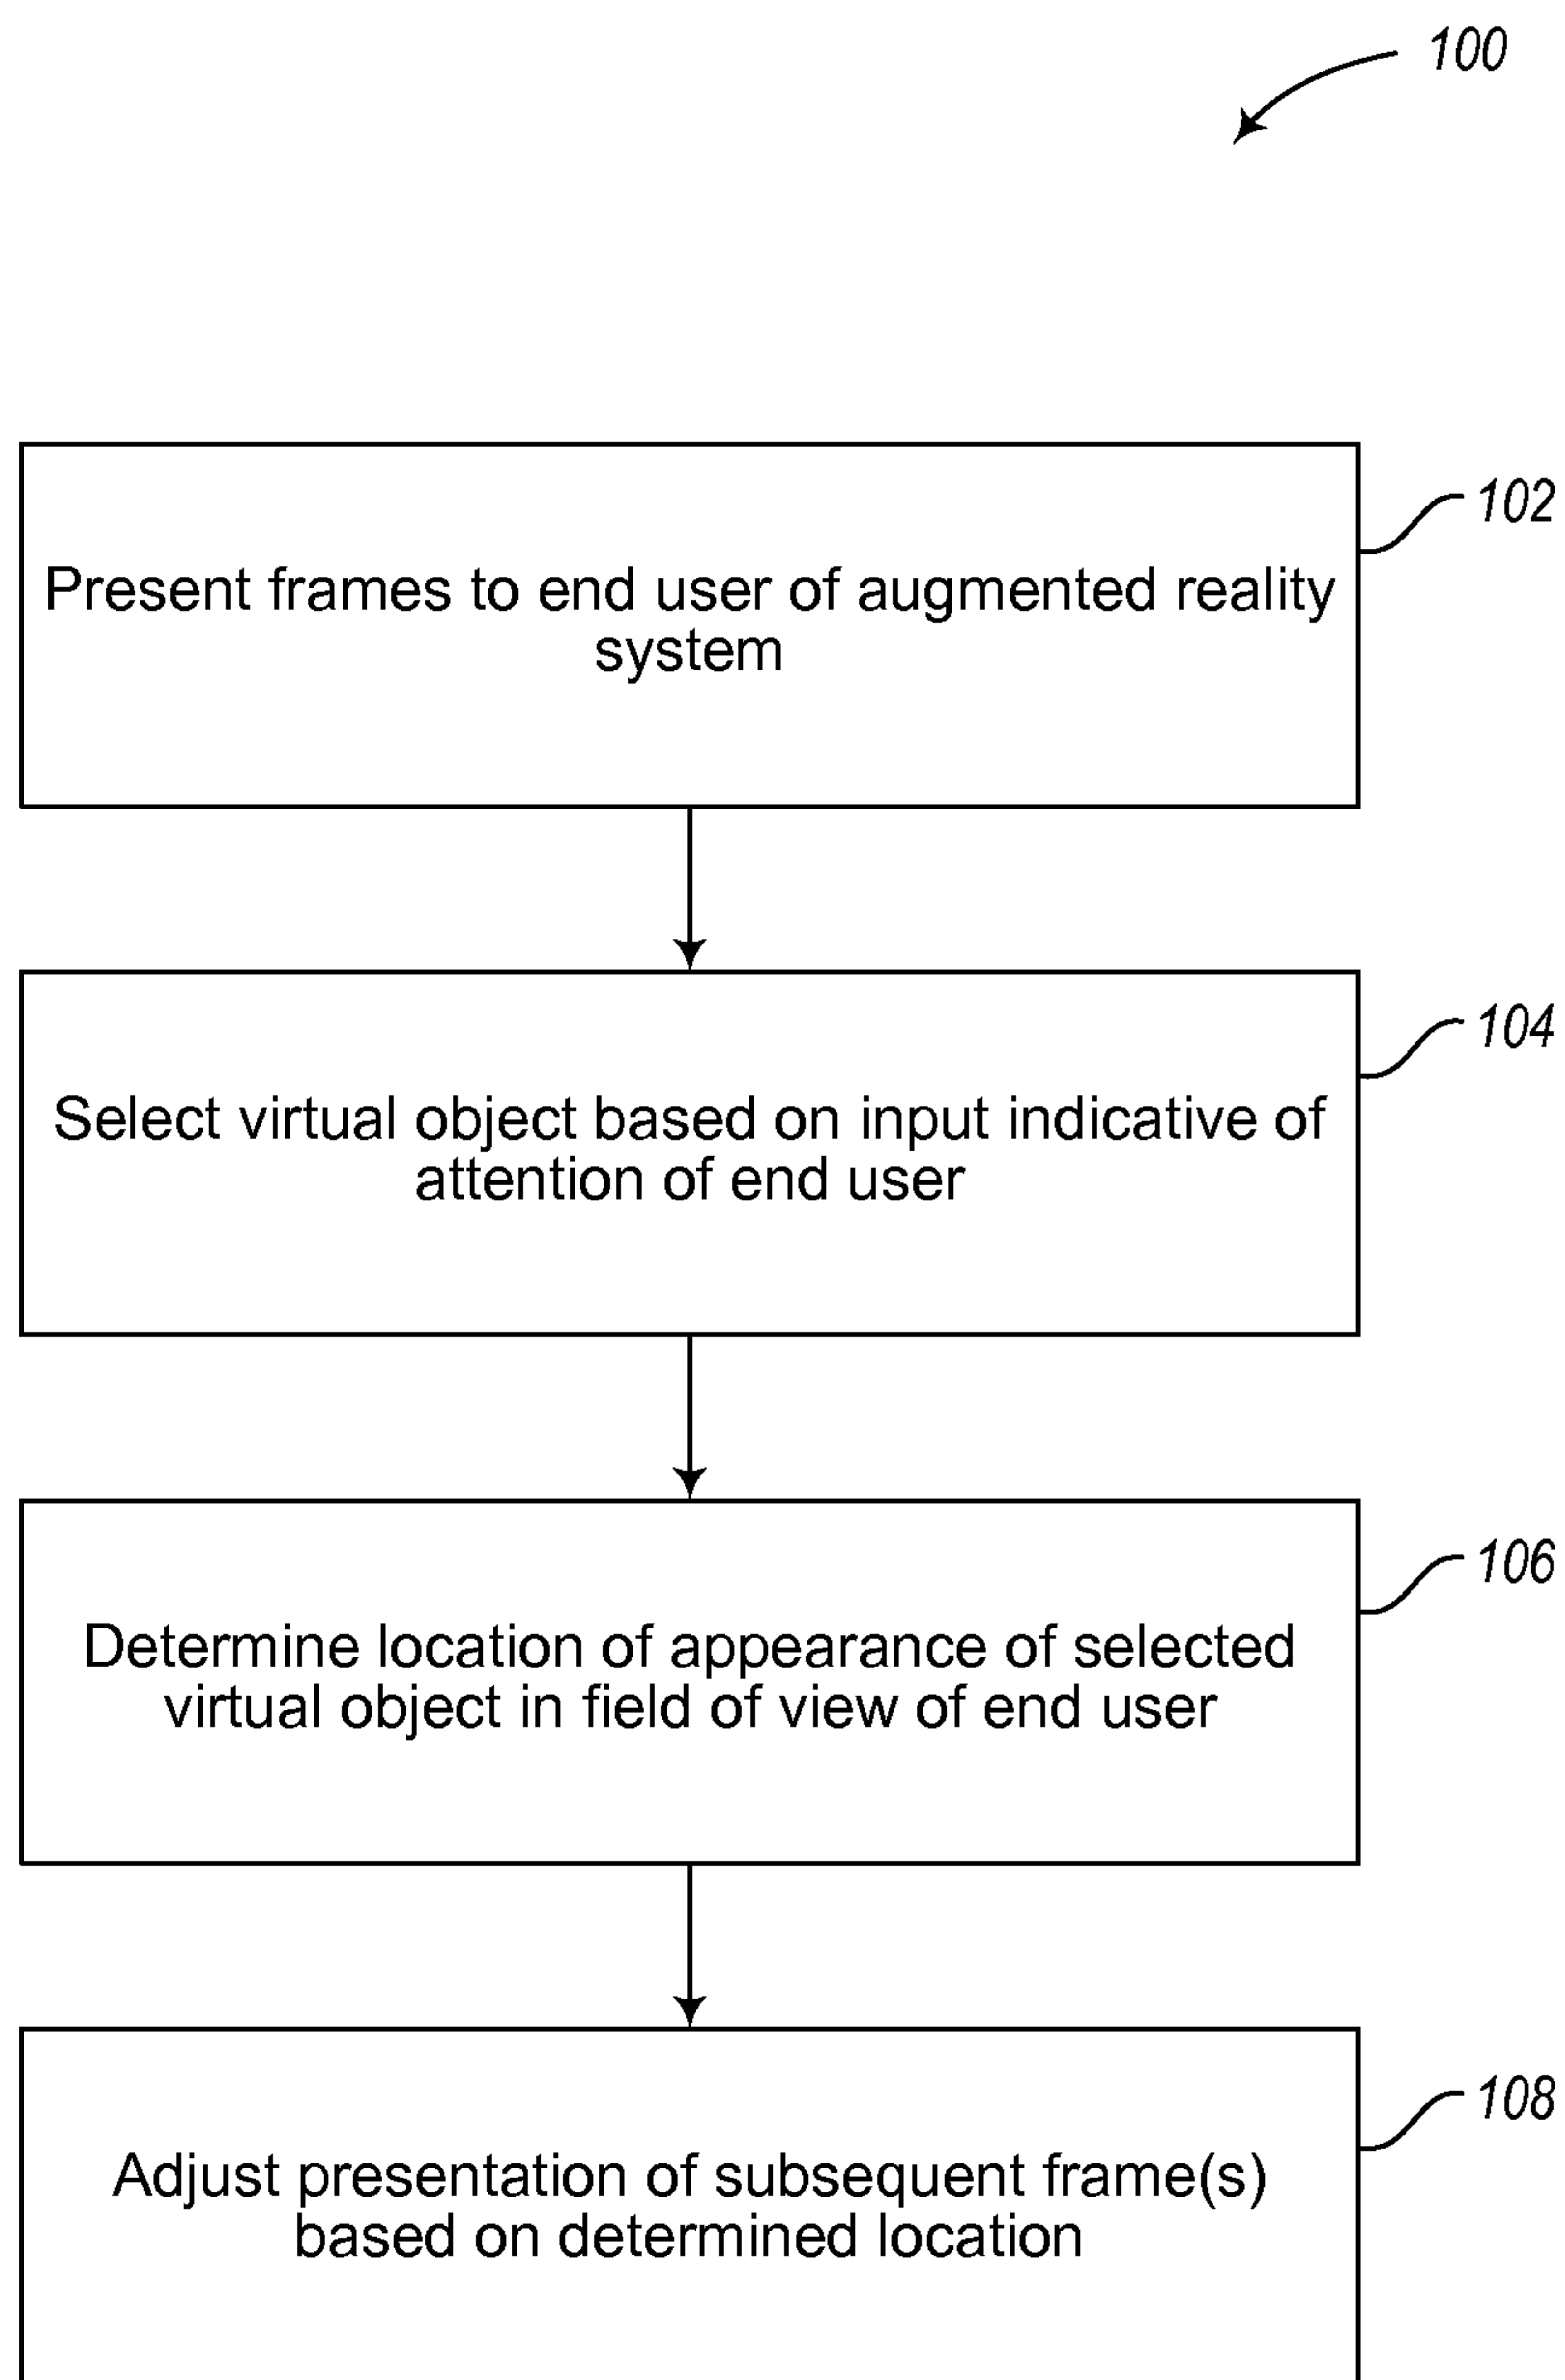 100
102
Present frames to end user of augmented reality
system
104
Select virtual object based on input indicative of
attention of end user
106
Determine location of appearance of selected
virtual object in field of view of end user
108
Adjust presentation of subsequent frame(s)
based on determined location